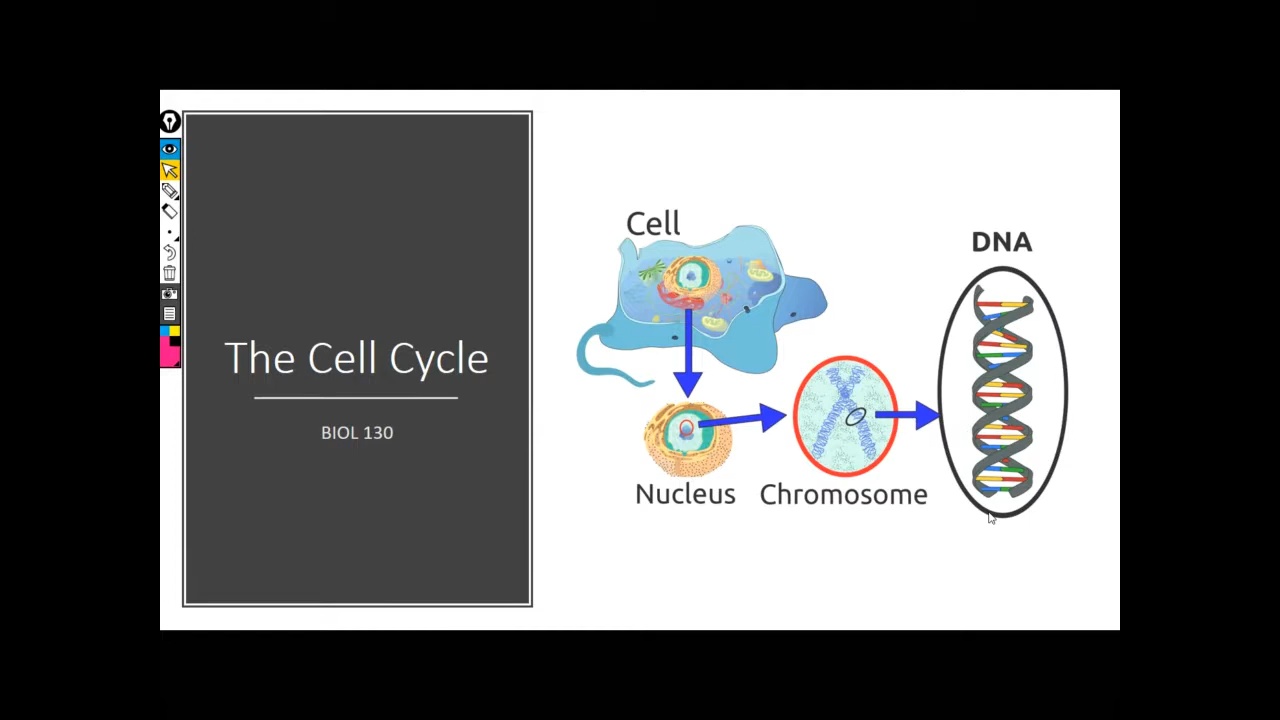 The Cell Cycle
BIOL 130
Cell
DNA
Nucleus
Chromosome